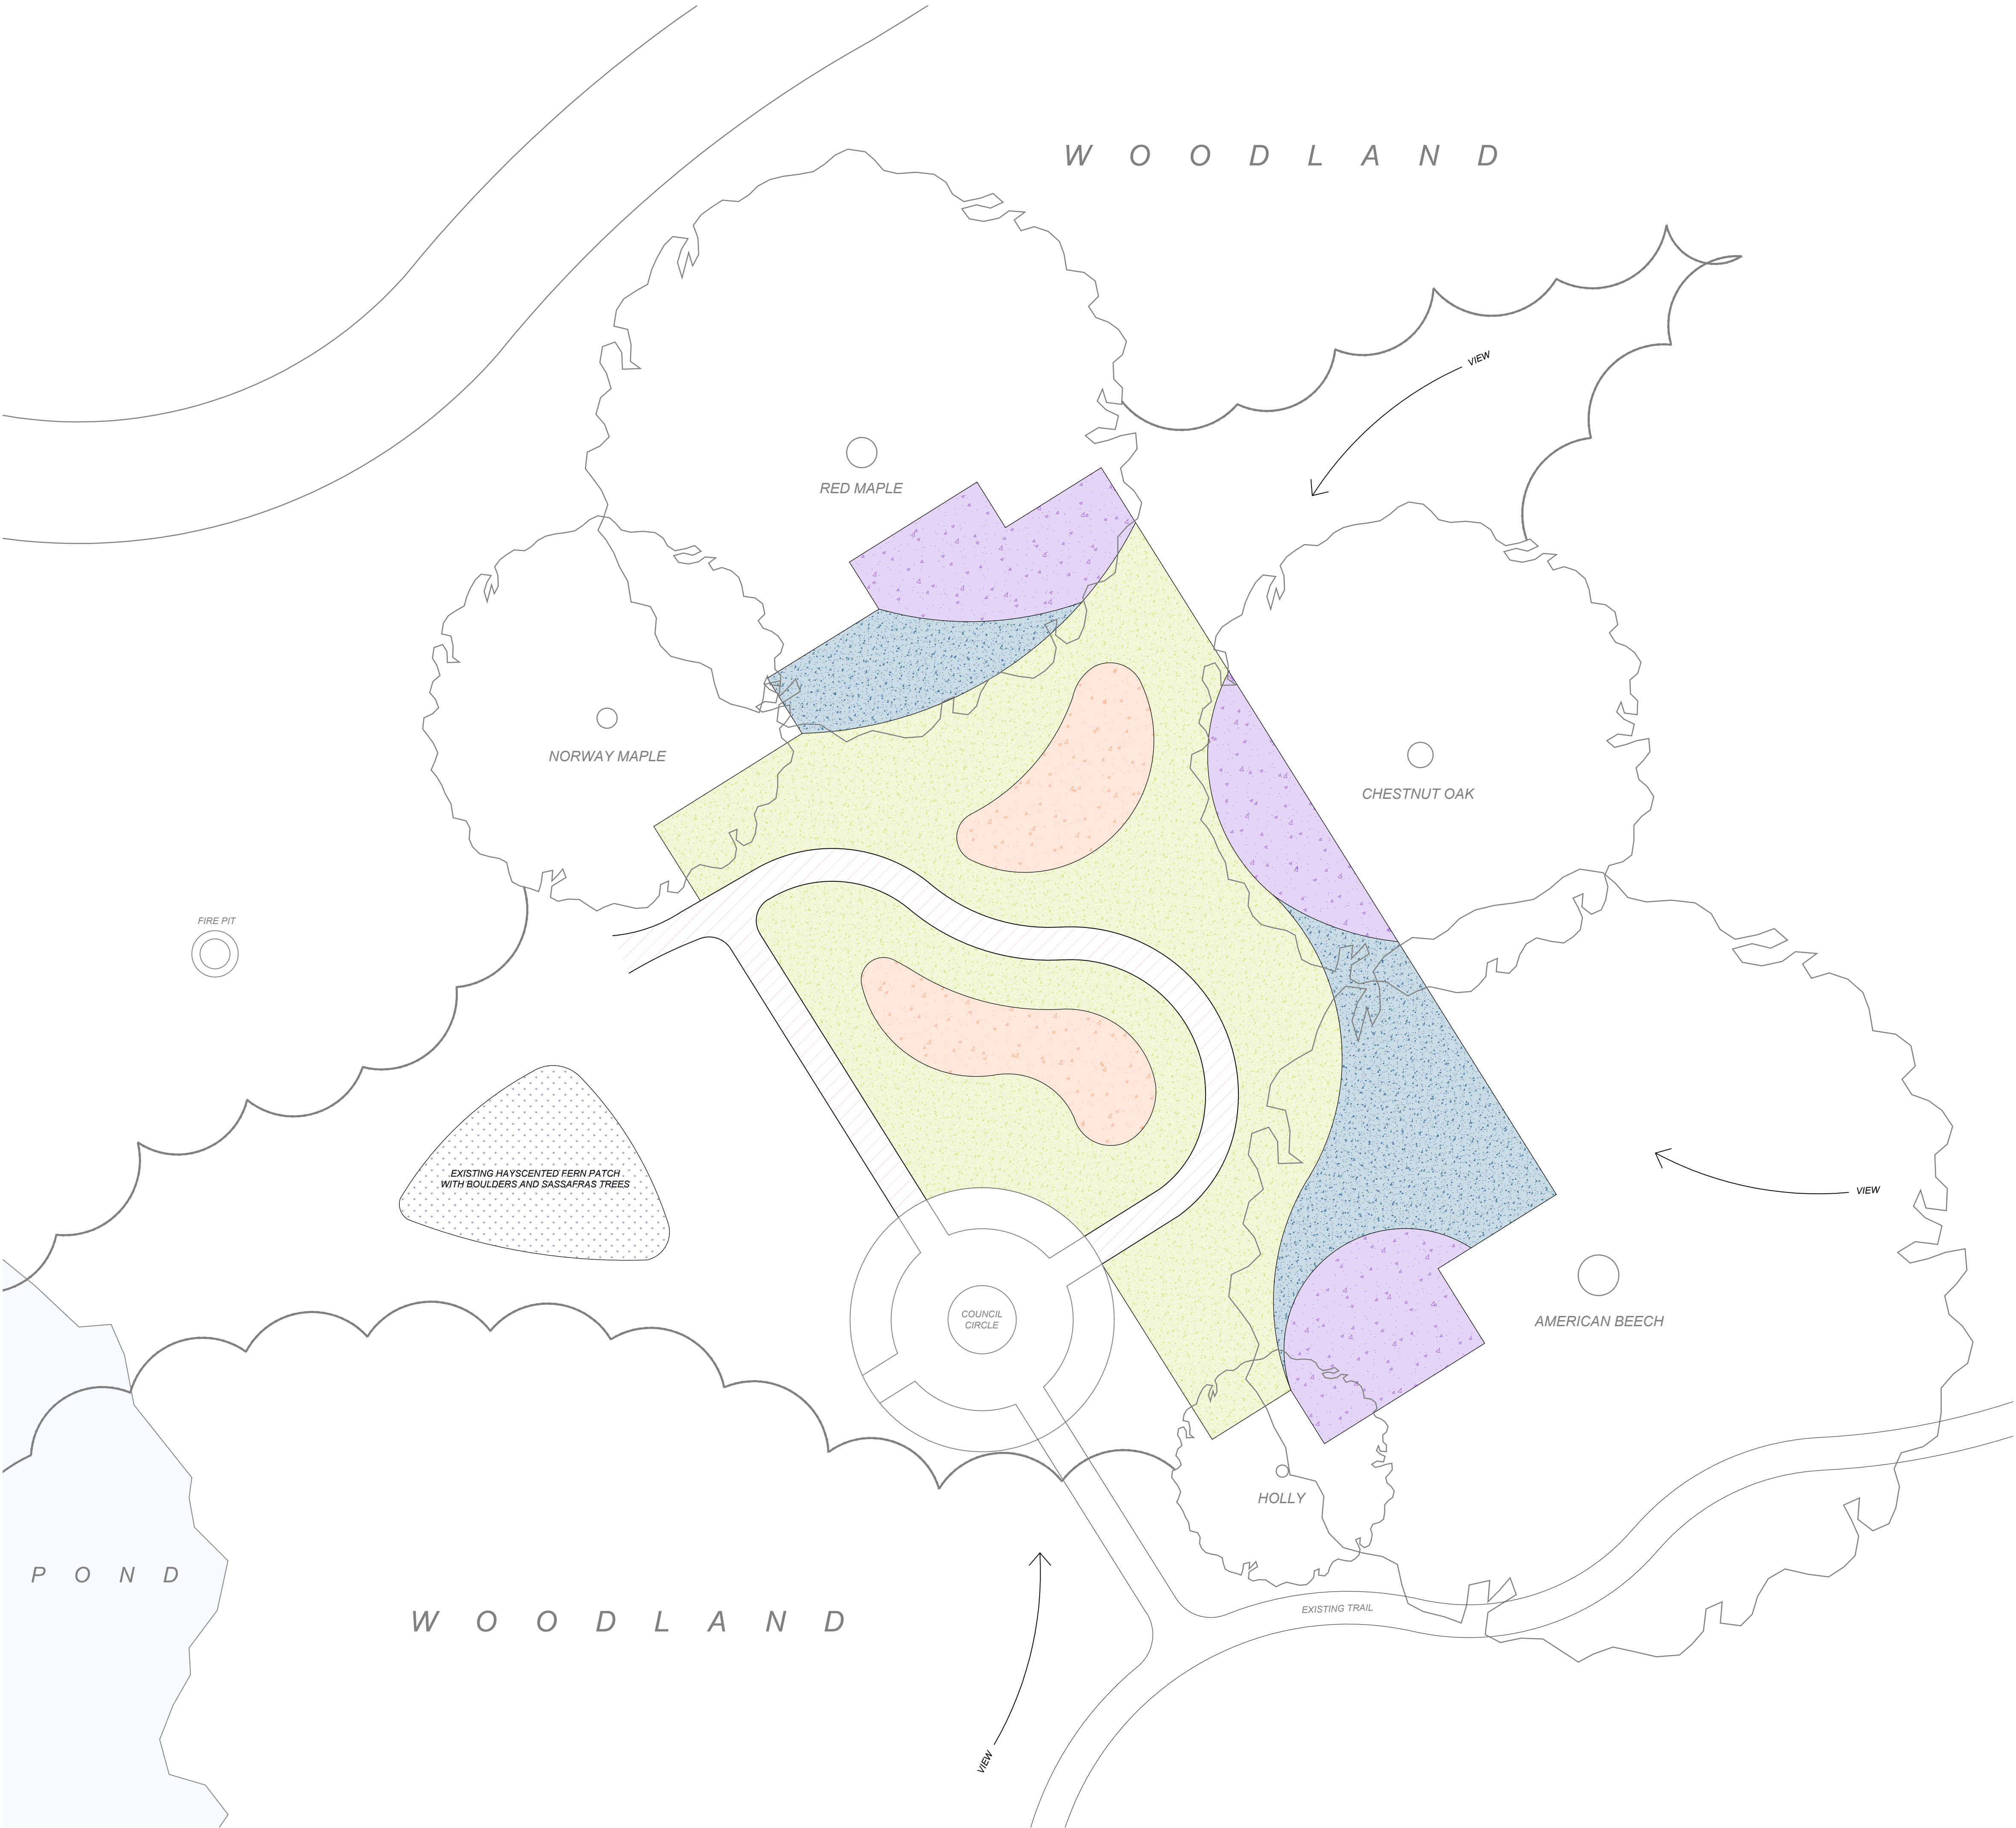 WOODLAND
VIEW
RED MAPLE
NORWAY MAPLE
CHESTNUT OAK
FIRE PIT
EXISTING HAYSCENTED FERN PATCH
WITH BOULDERS AND SASSAFRAS TREES
VIEW
COUNCIL
CIRCLE
AMERICAN BEECH
HOLLY
POND
WOODLAND
EXISTING TRAIL
VIEW